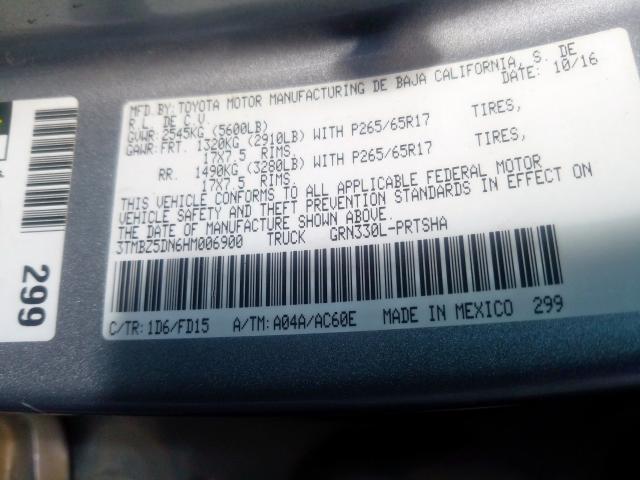 MFD.BY:TOYOTA MOTOR MANUFACTURING DE BAJA CALIFORNIA, S. DE
R.L. DE C.V. DATE: 10/16
GVWR: 2545KG (5600LB)
GAWR:FRT. 1320KG (2910LB) WITH P265/65R17 TIRES,
17X7.5 RIMS.
RR. 1490KG (3280LB) WITH P265/65R17 TIRES,
17X7.5 RIMS.
THIS VEHICLE CONFORMS TO ALL APPLICABLE FEDERAL MOTOR
VEHICLE SAFETY AND THEFT PREVENTION STANDARDS IN EFFECT ON
THE DATE OF MANUFACTURE SHOWN ABOVE.
3TMBZ5DN6HM006900 TRUCK GRN330L-PRTSHA
C/TR:1D6/FD15 A/TM:A04A/AC60E MADE IN MEXICO 299
299